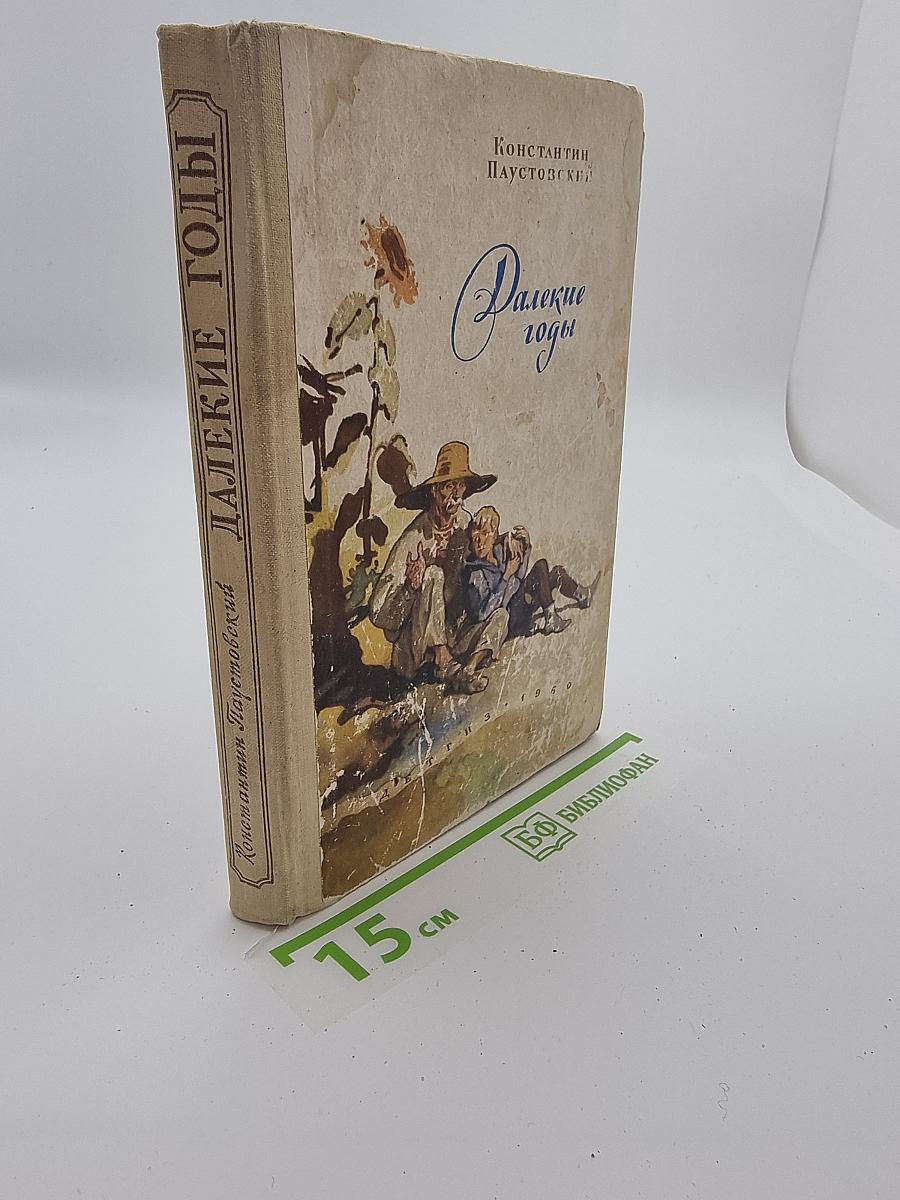 Константин
Паустовский
Далекие
годы
ДЕТГИЗ • 1960
Константин Паустовский ДАЛЕКИЕ ГОДЫ
15 см
БФ БИБЛИОФАН